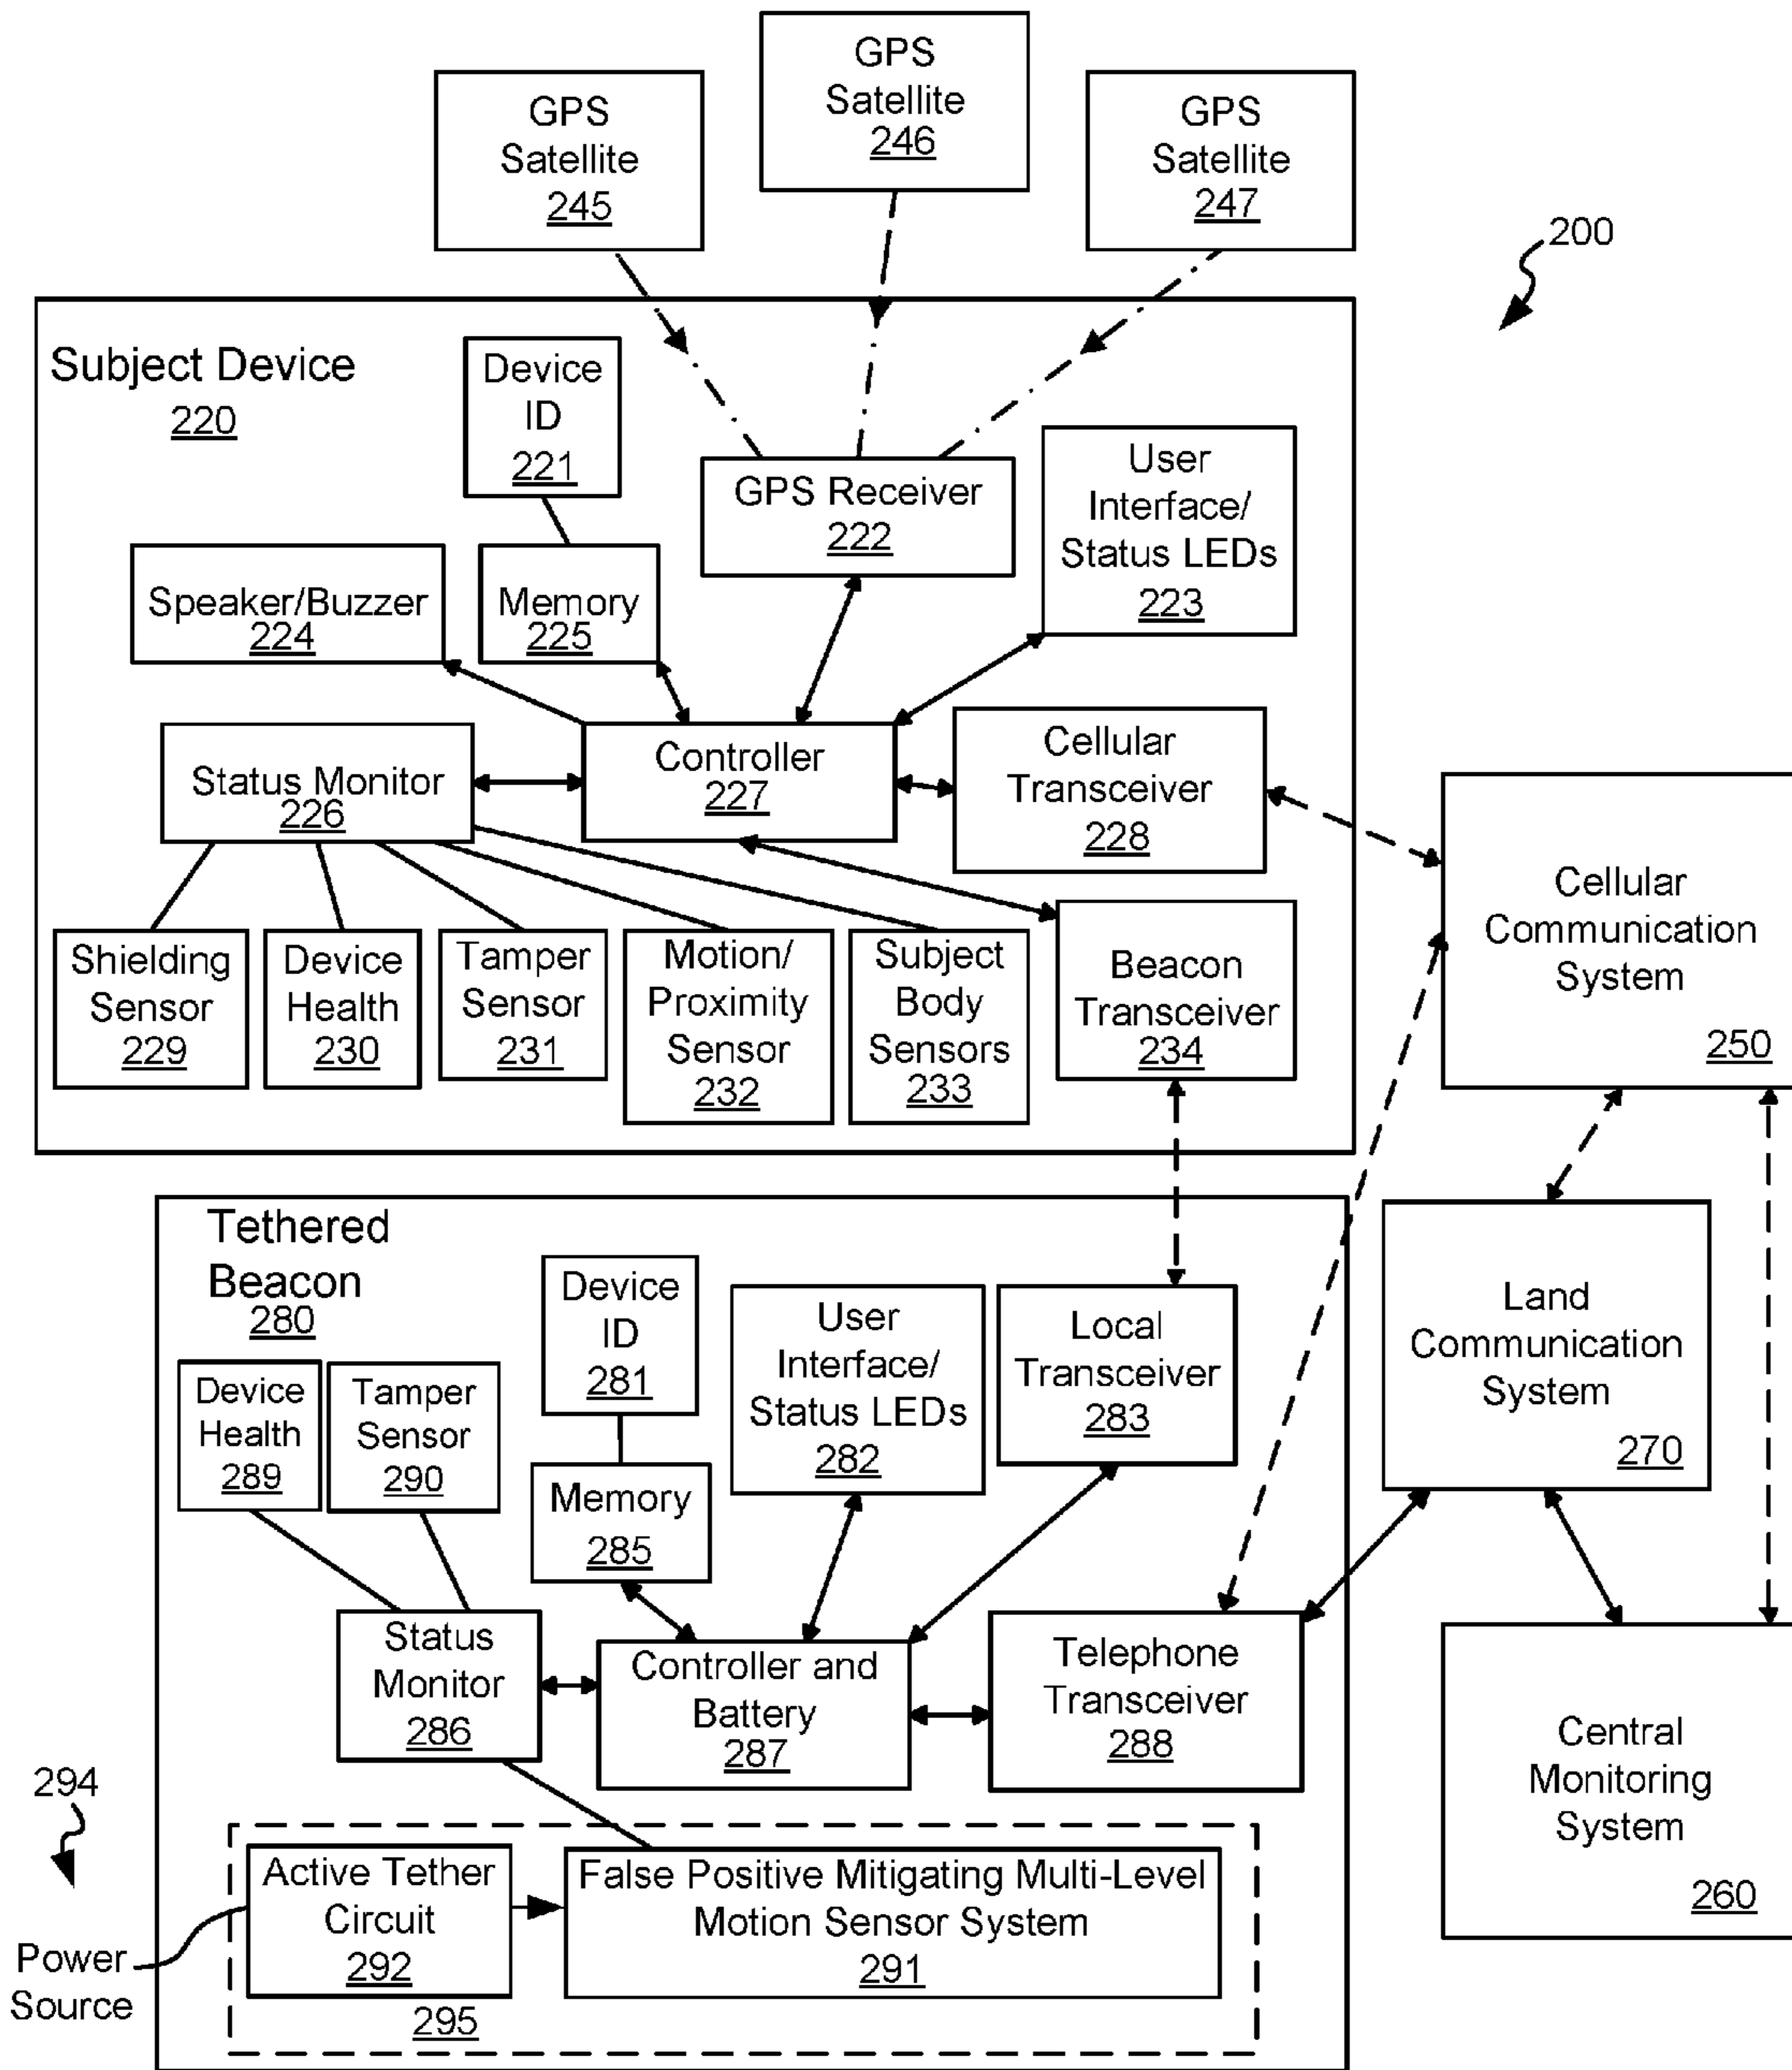 GPS
Satellite
245
GPS
Satellite
246
GPS
Satellite
247
200
Subject Device
220
Device
ID
221
GPS Receiver
222
User
Interface/
Status LEDs
223
Speaker/Buzzer
224
Memory
225
Status Monitor
226
Controller
227
Cellular
Transceiver
228
Shielding
Sensor
229
Device
Health
230
Tamper
Sensor
231
Motion/
Proximity
Sensor
232
Subject
Body
Sensors
233
Beacon
Transceiver
234
Cellular
Communication
System
250
Tethered
Beacon
280
Device
Health
289
Tamper
Sensor
290
Device
ID
281
User
Interface/
Status LEDs
282
Local
Transceiver
283
Land
Communication
System
270
Memory
285
Status
Monitor
286
Controller and
Battery
287
Telephone
Transceiver
288
Central
Monitoring
System
260
294
Active Tether
Circuit
292
False Positive Mitigating Multi-Level
Motion Sensor System
291
295
Power
Source